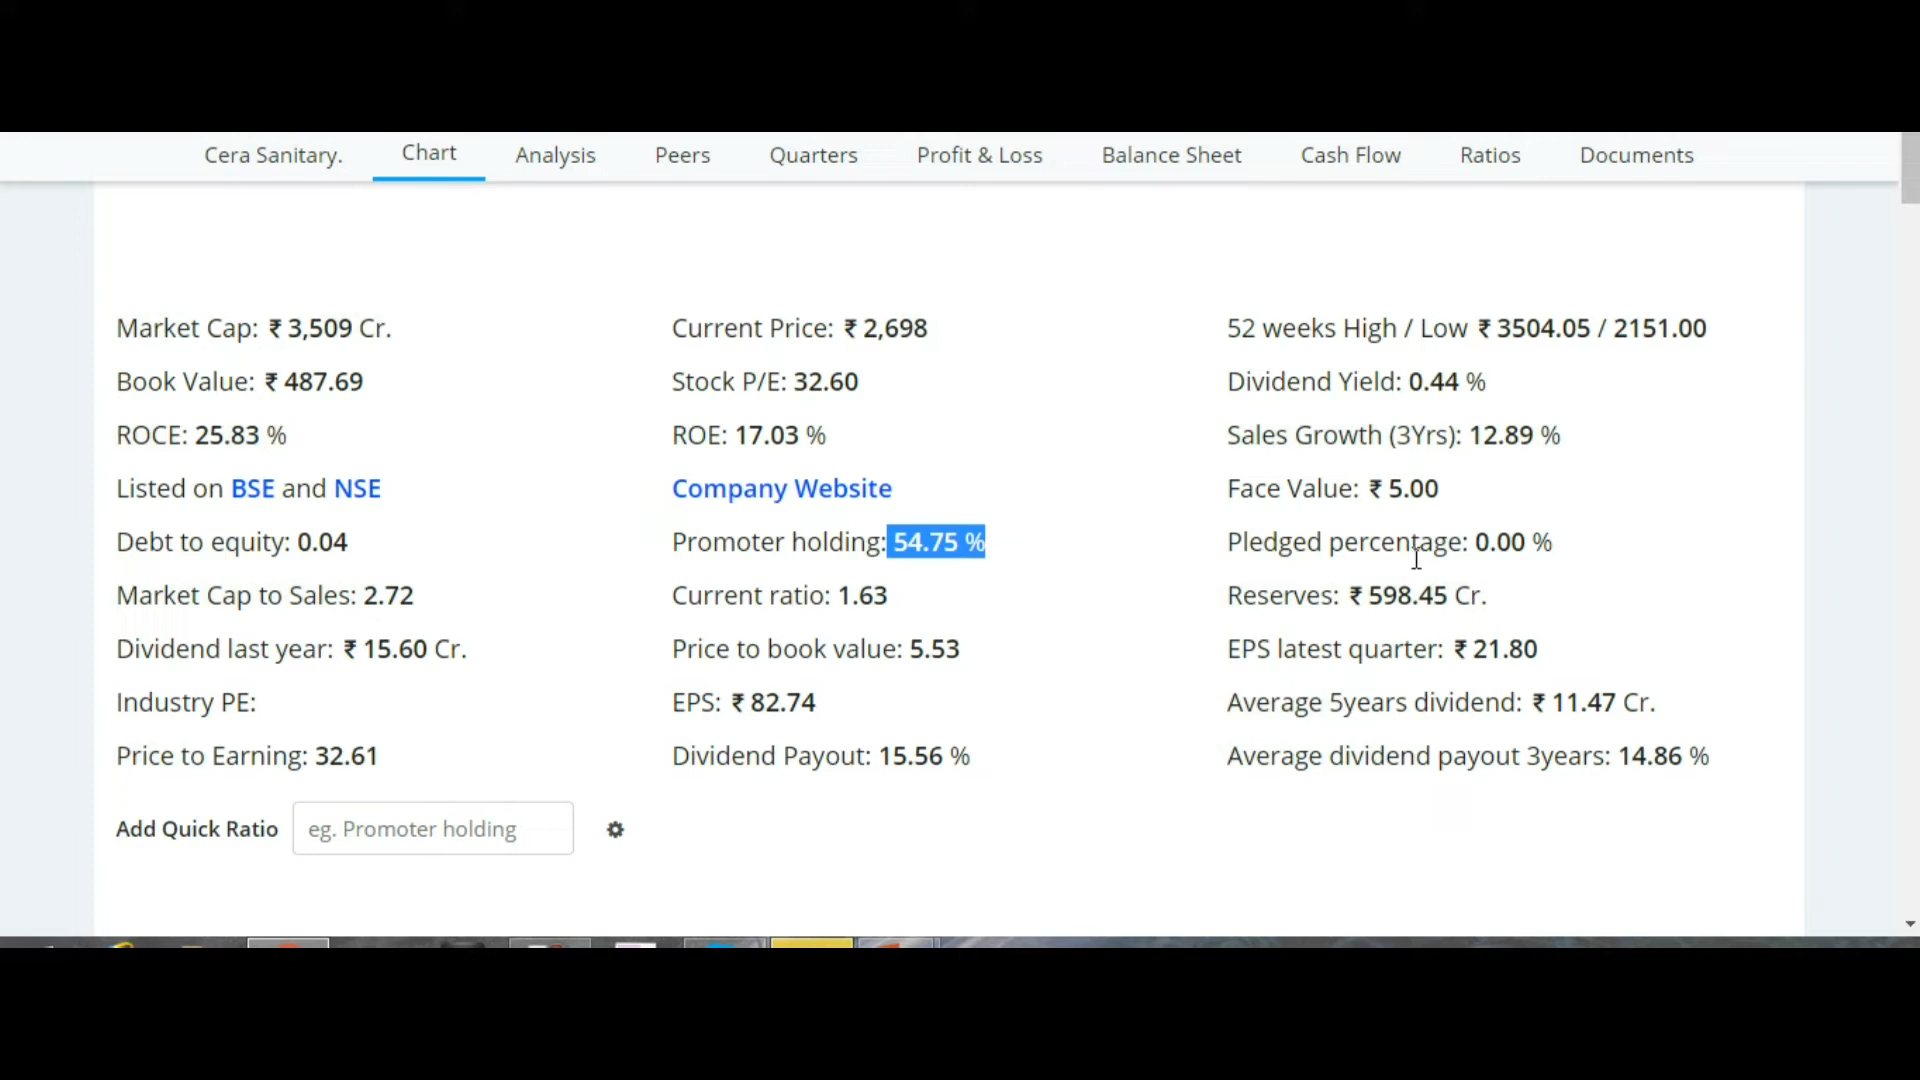 Cera Sanitary. Chart Analysis Peers Quarters Profit & Loss Balance Sheet Cash Flow Ratios Documents
Market Cap: ₹ 3,509 Cr. Current Price: ₹ 2,698 52 weeks High / Low ₹ 3504.05 / 2151.00
Book Value: ₹ 487.69 Stock P/E: 32.60 Dividend Yield: 0.44 %
ROCE: 25.83 % ROE: 17.03 % Sales Growth (3Yrs): 12.89 %
Listed on BSE and NSE Company Website Face Value: ₹ 5.00
Debt to equity: 0.04 Promoter holding: 54.75 % Pledged percentage: 0.00 %
Market Cap to Sales: 2.72 Current ratio: 1.63 Reserves: ₹ 598.45 Cr.
Dividend last year: ₹ 15.60 Cr. Price to book value: 5.53 EPS latest quarter: ₹ 21.80
Industry PE: EPS: ₹ 82.74 Average 5years dividend: ₹ 11.47 Cr.
Price to Earning: 32.61 Dividend Payout: 15.56 % Average dividend payout 3years: 14.86 %
Add Quick Ratio eg. Promoter holding